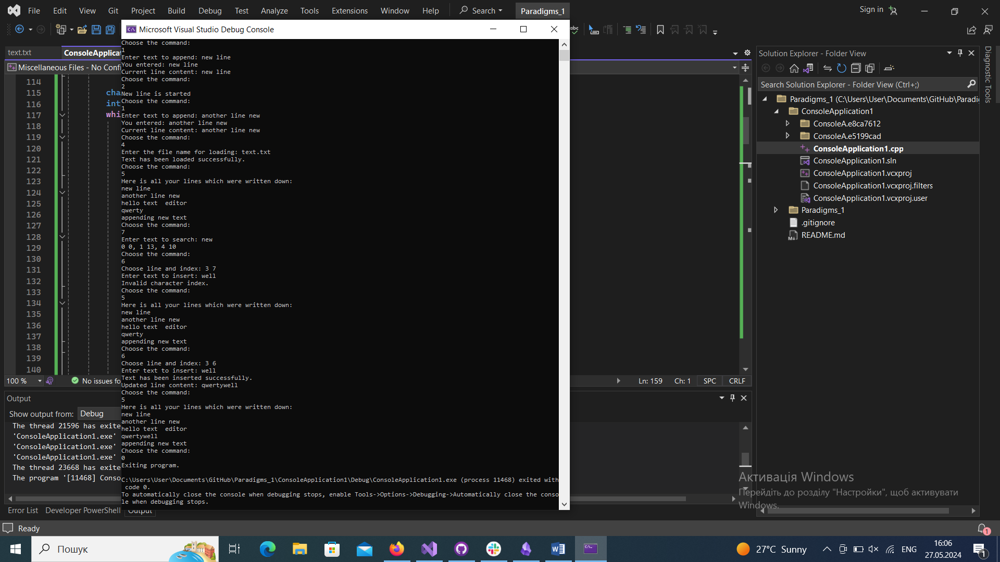 File Edit View Git Project Build Debug Test Analyze Tools Extensions Window Help Search Paradigms_1 Sign in
Microsoft Visual Studio Debug Console
text.txt ConsoleApplicat
Miscellaneous Files - No Confi
114
115 cha
116 int
117 whi
118
119
120
121
122
123
124
125
126
127
128
129
130
131
132
133
134
135
136
137
138
139
140
Choose the command:
1
Enter text to append: new line
You entered: new line
Current line content: new line
Choose the command:
2
New line is started
Choose the command:
1
Enter text to append: another line new
You entered: another line new
Current line content: another line new
Choose the command:
4
Enter the file name for loading: text.txt
Text has been loaded successfully.
Choose the command:
5
Here is all your lines which were written down:
new line
another line new
hello text  editor
qwerty
appending new text
Choose the command:
7
Enter text to search: new
0 0, 1 13, 4 10
Choose the command:
6
Choose line and index: 3 7
Enter text to insert: well
Invalid character index.
Choose the command:
5
Here is all your lines which were written down:
new line
another line new
hello text  editor
qwerty
appending new text
Choose the command:
6
Choose line and index: 3 6
Enter text to insert: well
Text has been inserted successfully.
Updated line content: qwertywell
Choose the command:
5
Here is all your lines which were written down:
new line
another line new
hello text  editor
qwertywell
appending new text
Choose the command:
0
Exiting program.
C:\Users\User\Documents\GitHub\Paradigms_1\ConsoleApplication1\Debug\ConsoleApplication1.exe (process 11468) exited with
code 0.
To automatically close the console when debugging stops, enable Tools->Options->Debugging->Automatically close the conso
le when debugging stops.
Solution Explorer - Folder View
Search Solution Explorer - Folder View (Ctrl+;)
Paradigms_1 (C:\Users\User\Documents\GitHub\Paradi
ConsoleApplication1
ConsoleA.e8ca7612
ConsoleA.e5199cad
ConsoleApplication1.cpp
ConsoleApplication1.sln
ConsoleApplication1.vcxproj
ConsoleApplication1.vcxproj.filters
ConsoleApplication1.vcxproj.user
Paradigms_1
.gitignore
README.md
Diagnostic Tools
100 % No issues fo Ln: 159 Ch: 1 SPC CRLF
Output
Show output from: Debug
The thread 21596 has exite
'ConsoleApplication1.exe'
'ConsoleApplication1.exe'
'ConsoleApplication1.exe'
The thread 23668 has exite
The program '[11468] Conso
Error List Developer PowerShell Output
Активація Windows
Перейдіть до розділу "Настройки", щоб активувати
Windows.
Ready 1
Пошук 27°C Sunny ENG 16:06
27.05.2024 1